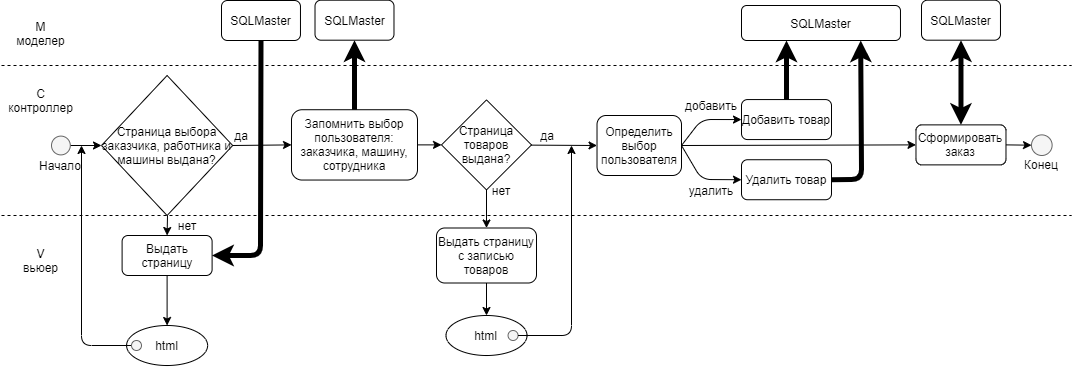 М
моделер
SQLMaster
SQLMaster
SQLMaster
SQLMaster
С
контроллер
Начало
Страница выбора
заказчика, работника и
машины выдана?
да
нет
Запомнить выбор
пользователя:
заказчика, машину,
сотрудника
Страница
товаров
выдана?
да
нет
Определить
выбор
пользователя
добавить
Добавить товар
удалить
Удалить товар
Сформировать
заказ
Конец
V
вьюер
Выдать
страницу
html
Выдать страницу
с записью
товаров
html